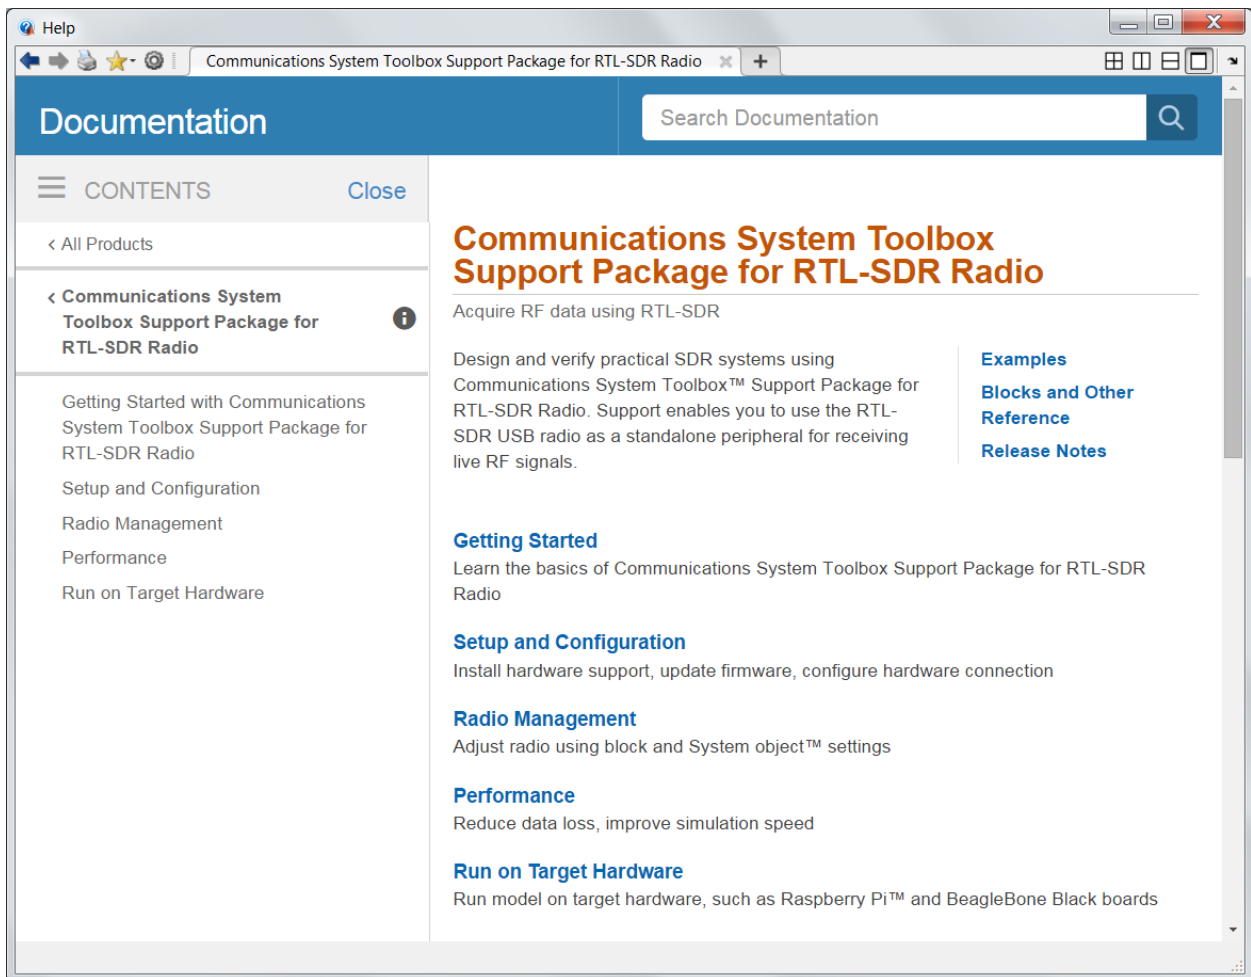 Help
Communications System Toolbox Support Package for RTL-SDR Radio
Documentation
Search Documentation
CONTENTS
Close
< All Products
< Communications System
Toolbox Support Package for
RTL-SDR Radio
Getting Started with Communications
System Toolbox Support Package for
RTL-SDR Radio
Setup and Configuration
Radio Management
Performance
Run on Target Hardware
Communications System Toolbox
Support Package for RTL-SDR Radio
Acquire RF data using RTL-SDR
Design and verify practical SDR systems using
Communications System Toolbox™ Support Package for
RTL-SDR Radio. Support enables you to use the RTL-
SDR USB radio as a standalone peripheral for receiving
live RF signals.
Examples
Blocks and Other
Reference
Release Notes
Getting Started
Learn the basics of Communications System Toolbox Support Package for RTL-SDR
Radio
Setup and Configuration
Install hardware support, update firmware, configure hardware connection
Radio Management
Adjust radio using block and System object™ settings
Performance
Reduce data loss, improve simulation speed
Run on Target Hardware
Run model on target hardware, such as Raspberry Pi™ and BeagleBone Black boards